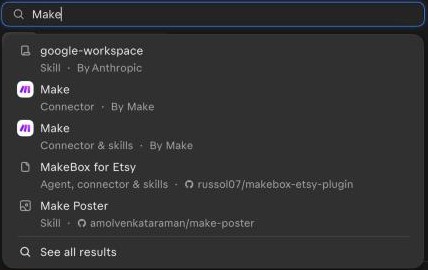 Make
google-workspace
Skill · By Anthropic
Make
Connector · By Make
Make
Connector & skills · By Make
MakeBox for Etsy
Agent, connector & skills · russol07/makebox-etsy-plugin
Make Poster
Skill · amolvenkataraman/make-poster
See all results